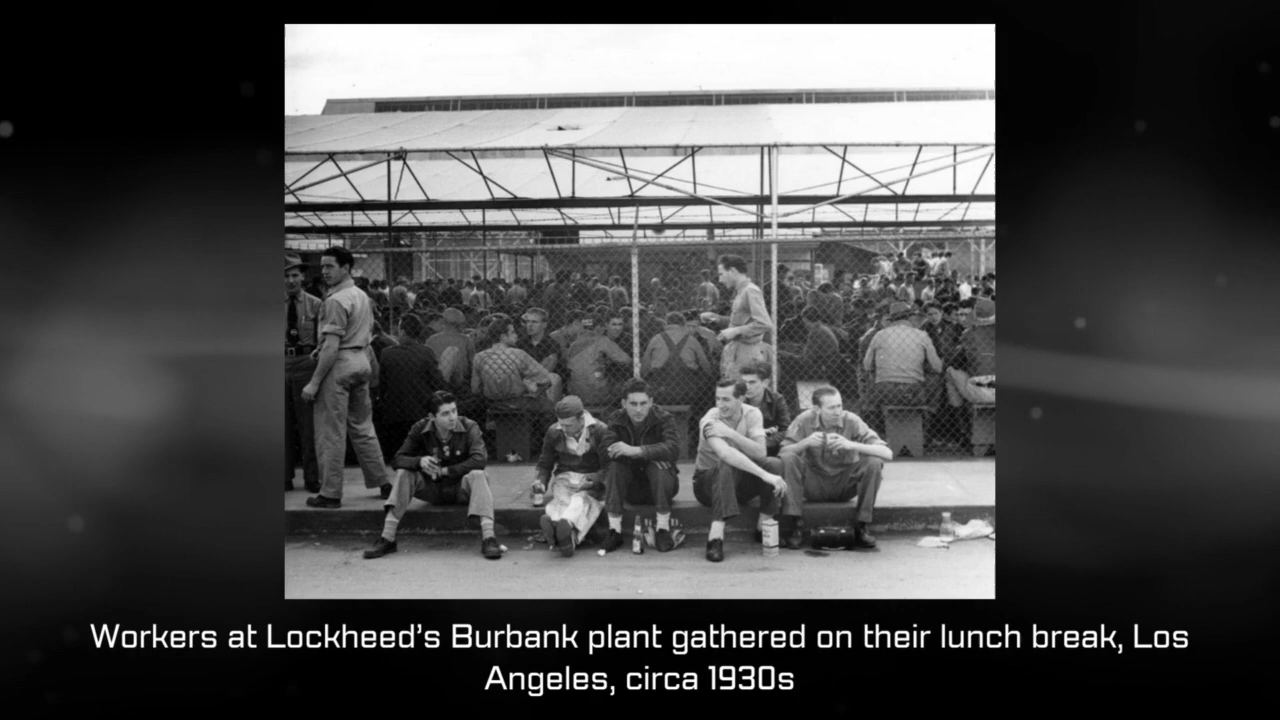 Workers at Lockheed’s Burbank plant gathered on their lunch break, Los
Angeles, circa 1930s